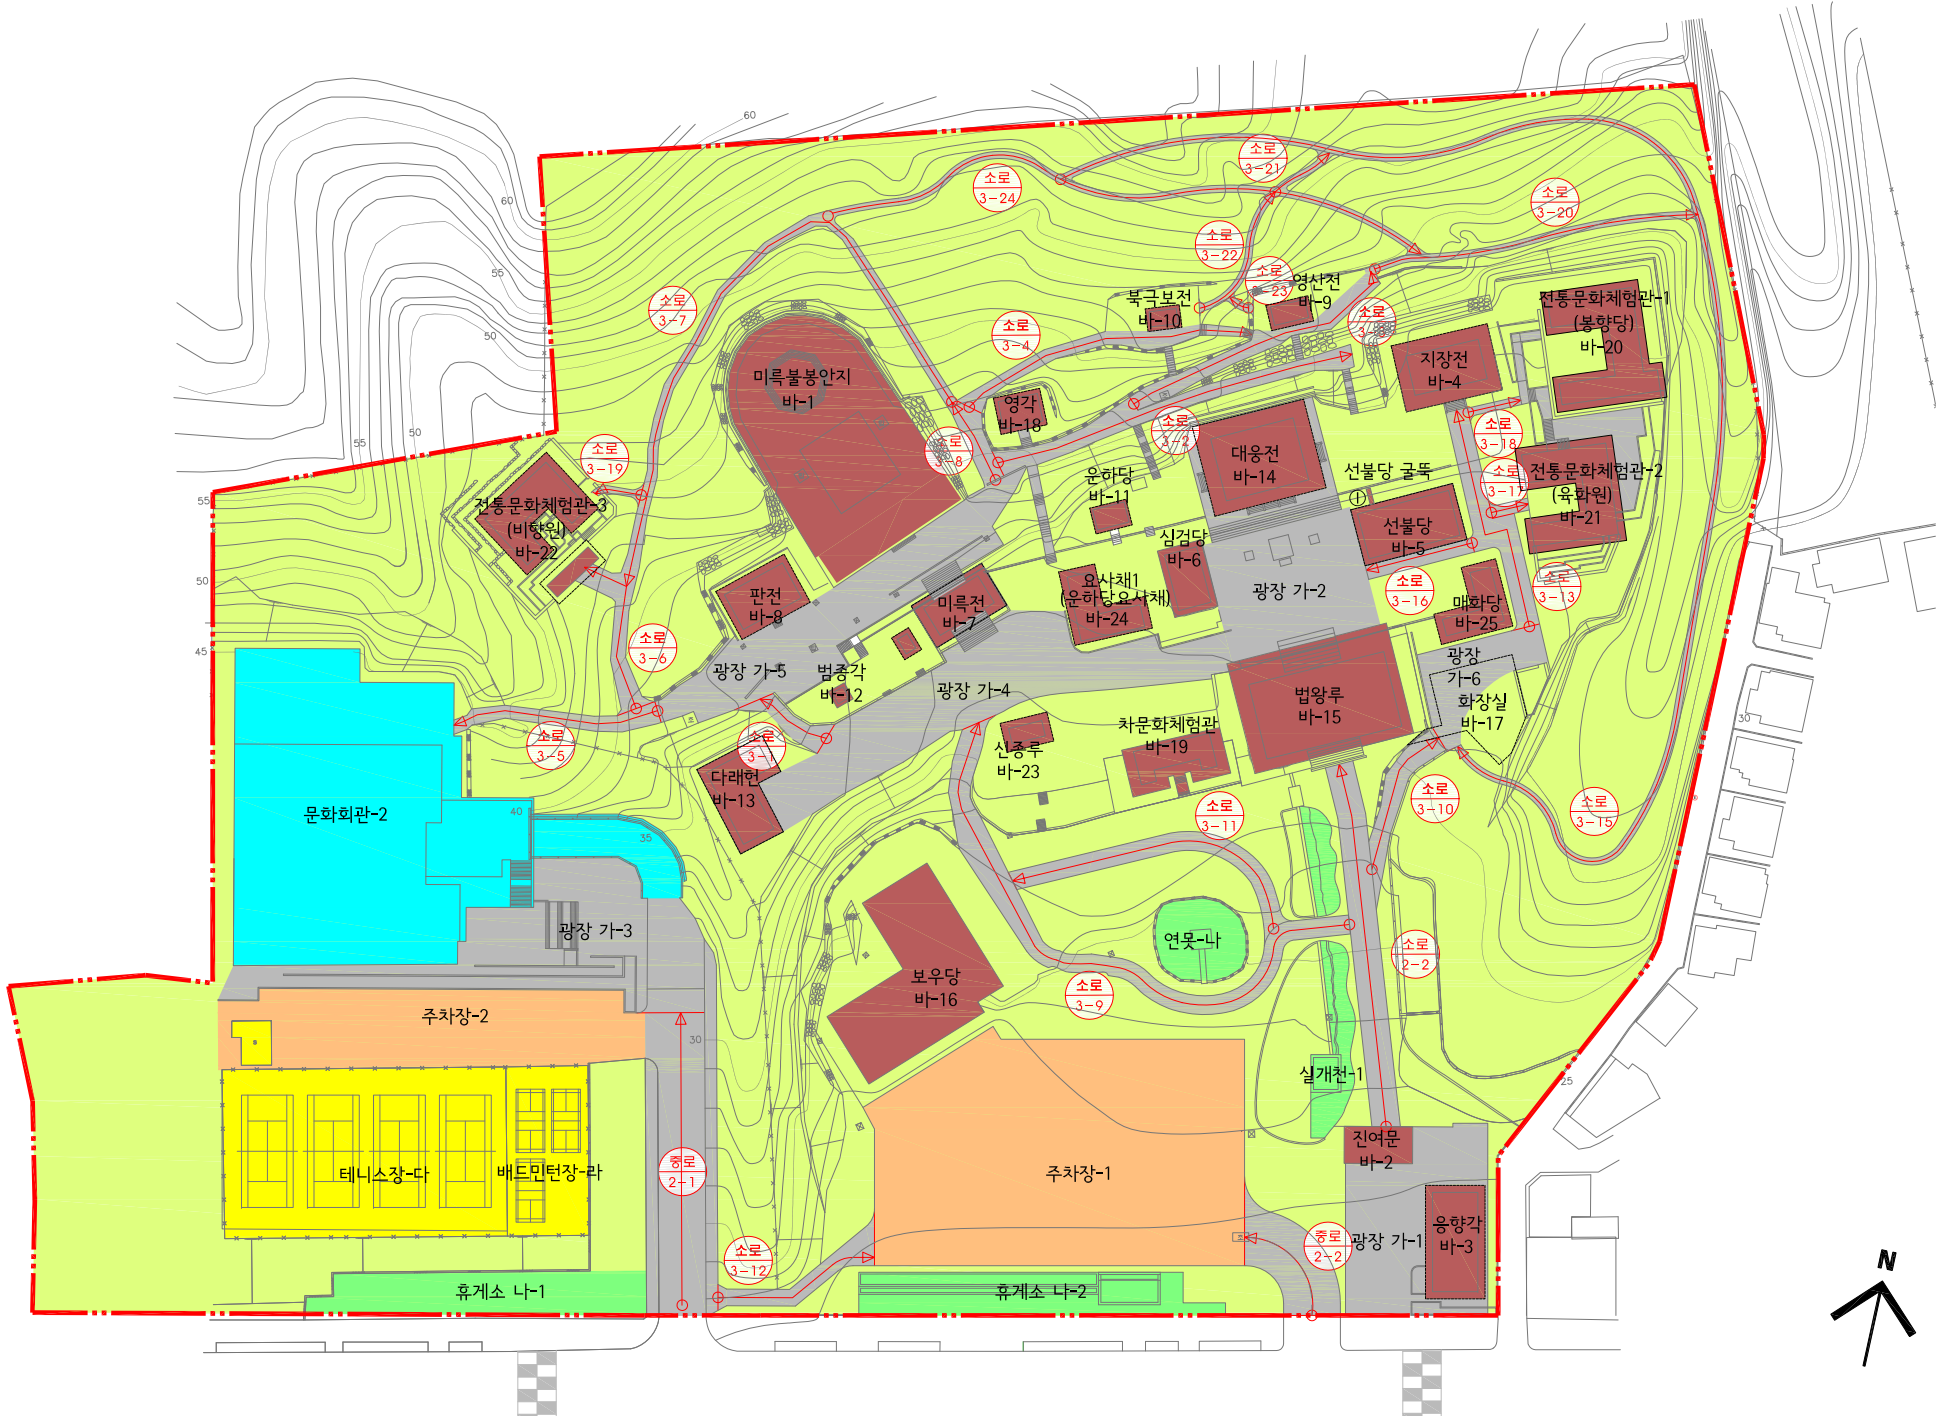 60
소로
3-21
소로
3-24
60
소로
3-20
소로
3-22
55
소로
23
영산전
바-9
북극보전
바-10
전통문화체험관-1
(봉향당)
바-20
소로
3-7
소로
소로
3-4
50
지장전
바-4
미륵불봉안지
바-1
영각
바-18
소로
3-2
소로
3-18
50
55
소로
3-19
소로
3-8
대웅전
바-14
선불당 굴뚝
소로
3-17
전통문화체험관-2
(육화원)
바-21
운하당
바-11
55
전통문화체험관-3
(비향원)
바-22
선불당
바-5
심검당
바-6
50
요사채1
(운하당요사채)
바-24
광장 가-2
소로
3-16
소로
3-13
판전
바-8
미륵전
바-7
매화당
바-25
45
소로
3-6
광장 가-5
범종각
바-12
광장 가-4
광장
가-6
법왕루
바-15
화장실
바-17
30
소로
3-5
소로
3-1
신종루
바-23
차문화체험관
바-19
다래헌
바-13
문화회관-2
40
35
소로
3-11
소로
3-10
소로
3-15
광장 가-3
연못-나
소로
2-2
보우당
바-16
소로
3-9
주차장-2
30
실개천-1
25
진여문
바-2
테니스장-다
배드민턴장-라
중로
2-1
주차장-1
소로
3-12
중로
2-2
광장 가-1
응향각
바-3
휴게소 나-1
휴게소 나-2
N